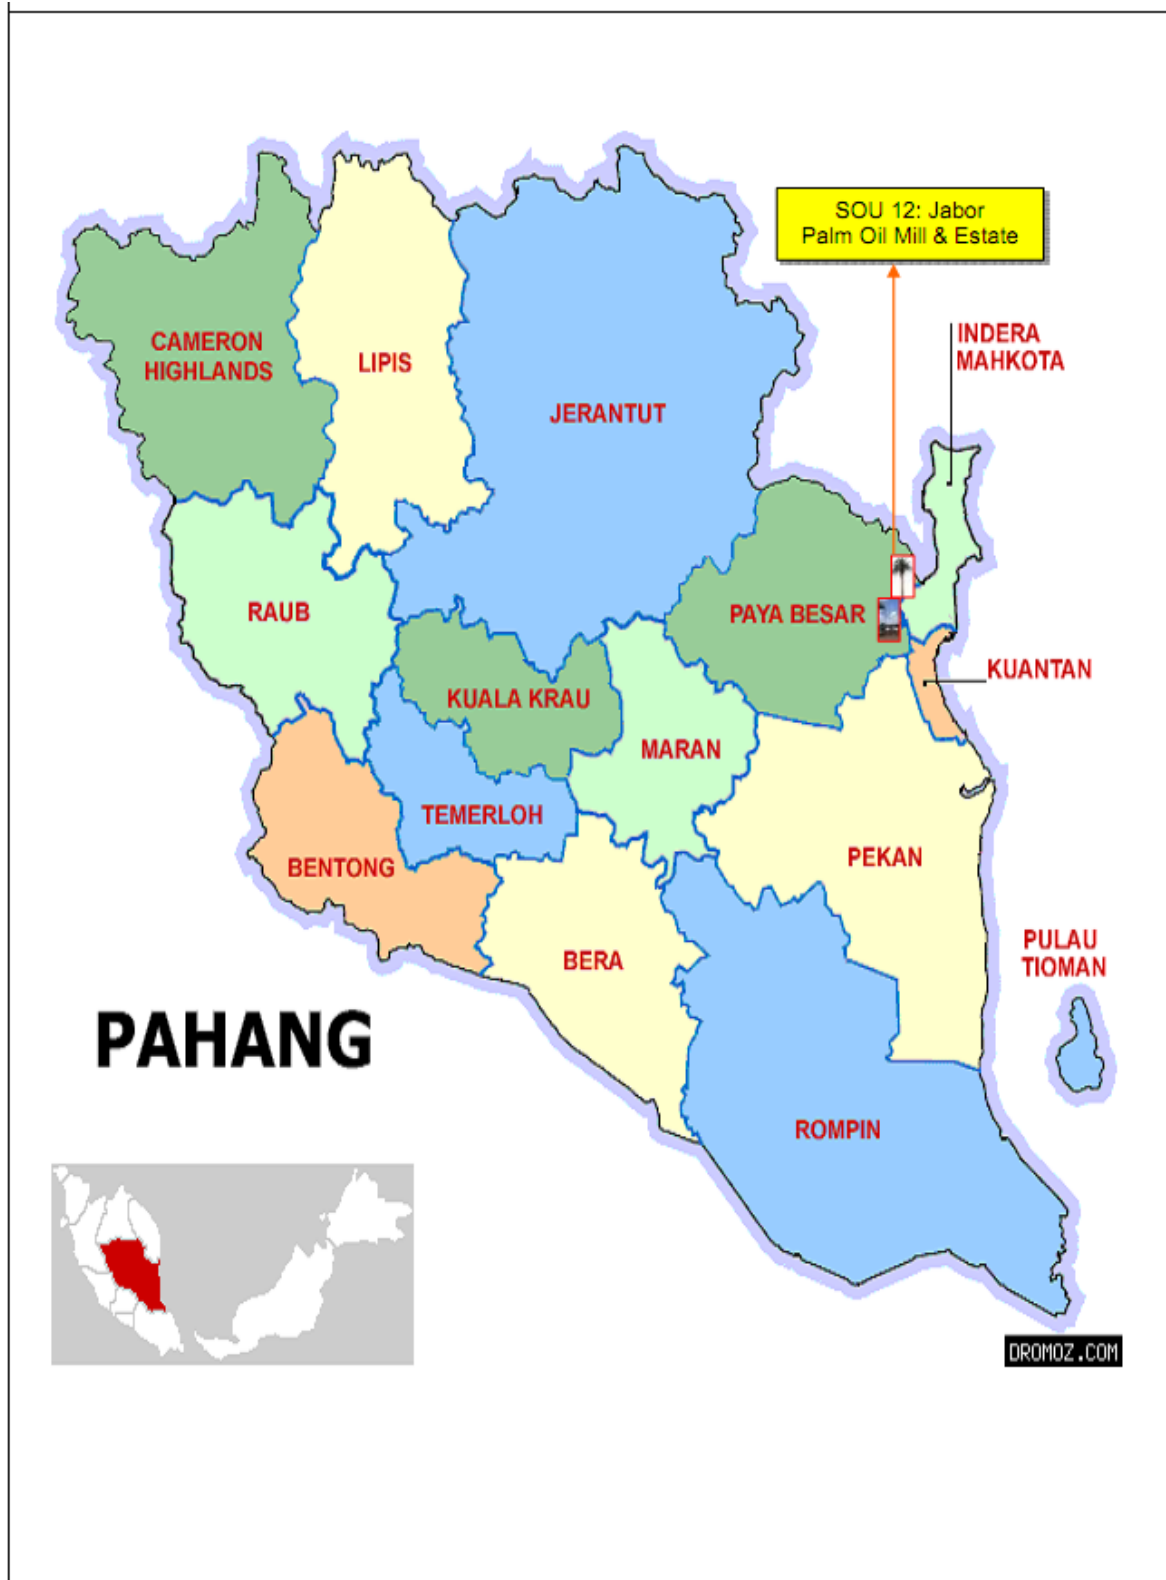 SOU 12: Jabor
Palm Oil Mill & Estate
INDERA
MAHKOTA
CAMERON
HIGHLANDS
LIPIS
JERANTUT
RAUB
PAYA BESAR
KUANTAN
KUALA KRAU
MARAN
TEMERLOH
BENTONG
PEKAN
BERA
PULAU
TIOMAN
PAHANG
ROMPIN
DROMOZ.COM